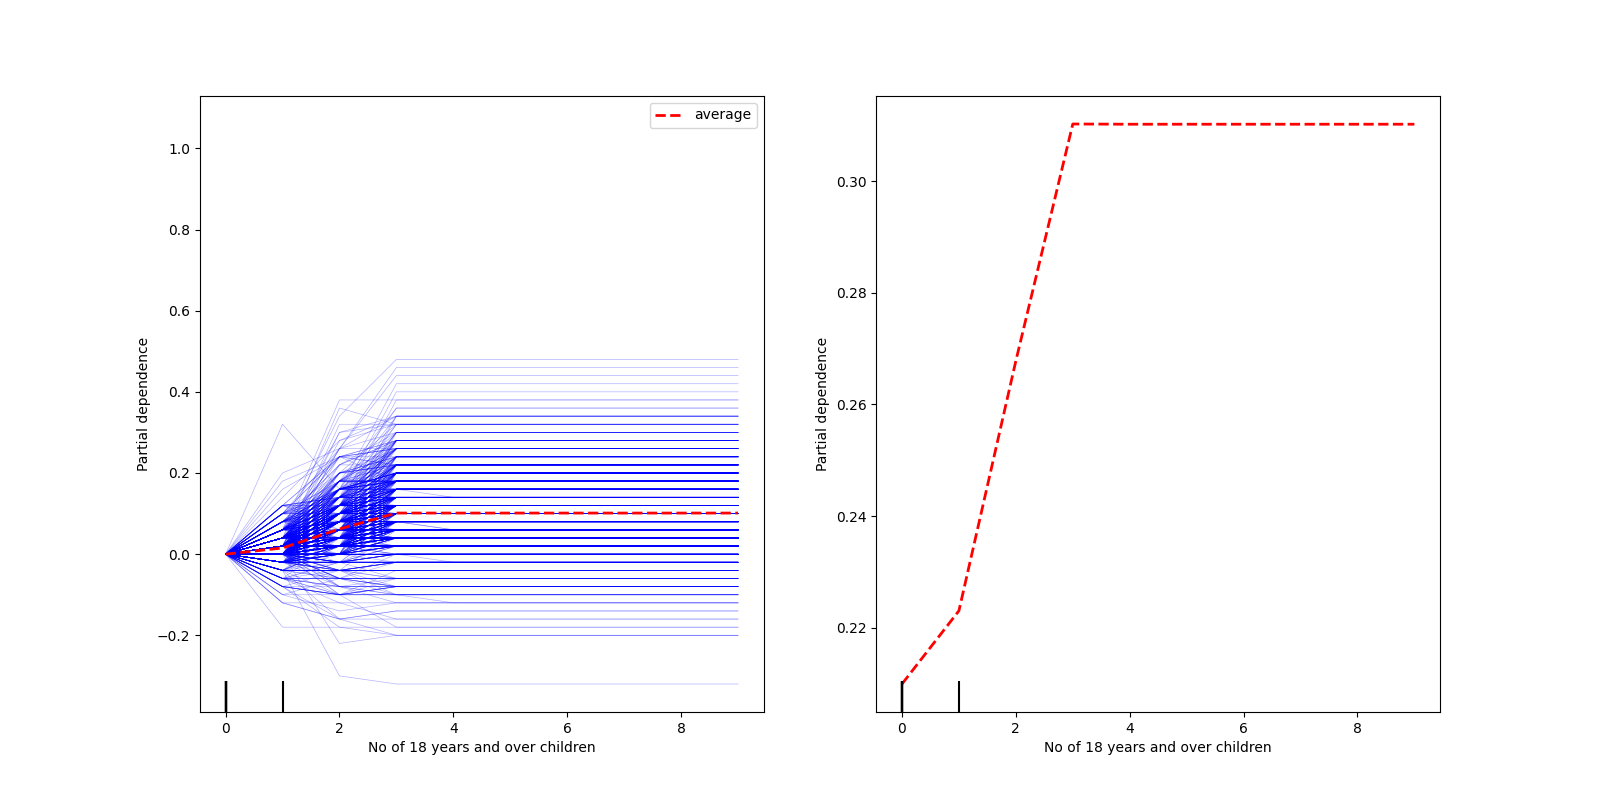 average
1.0
0.8
0.6
0.4
0.2
0.0
−0.2
Partial dependence
0 2 4 6 8
No of 18 years and over children
0.30
0.28
0.26
0.24
0.22
Partial dependence
0 2 4 6 8
No of 18 years and over children